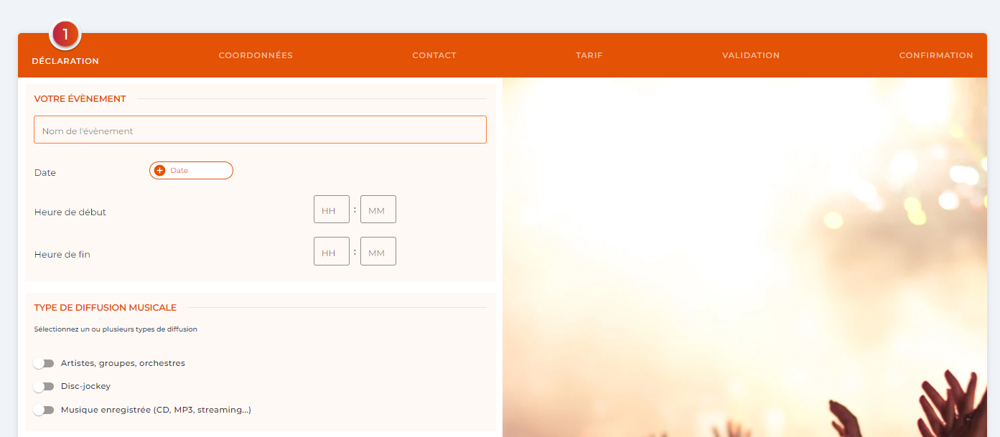 1
DÉCLARATION
COORDONNÉES
CONTACT
TARIF
VALIDATION
CONFIRMATION
VOTRE ÉVÈNEMENT
Nom de l'évènement
Date
Date
Heure de début
HH : MM
Heure de fin
HH : MM
TYPE DE DIFFUSION MUSICALE
Sélectionnez un ou plusieurs types de diffusion
Artistes, groupes, orchestres
Disc-jockey
Musique enregistrée (CD, MP3, streaming...)